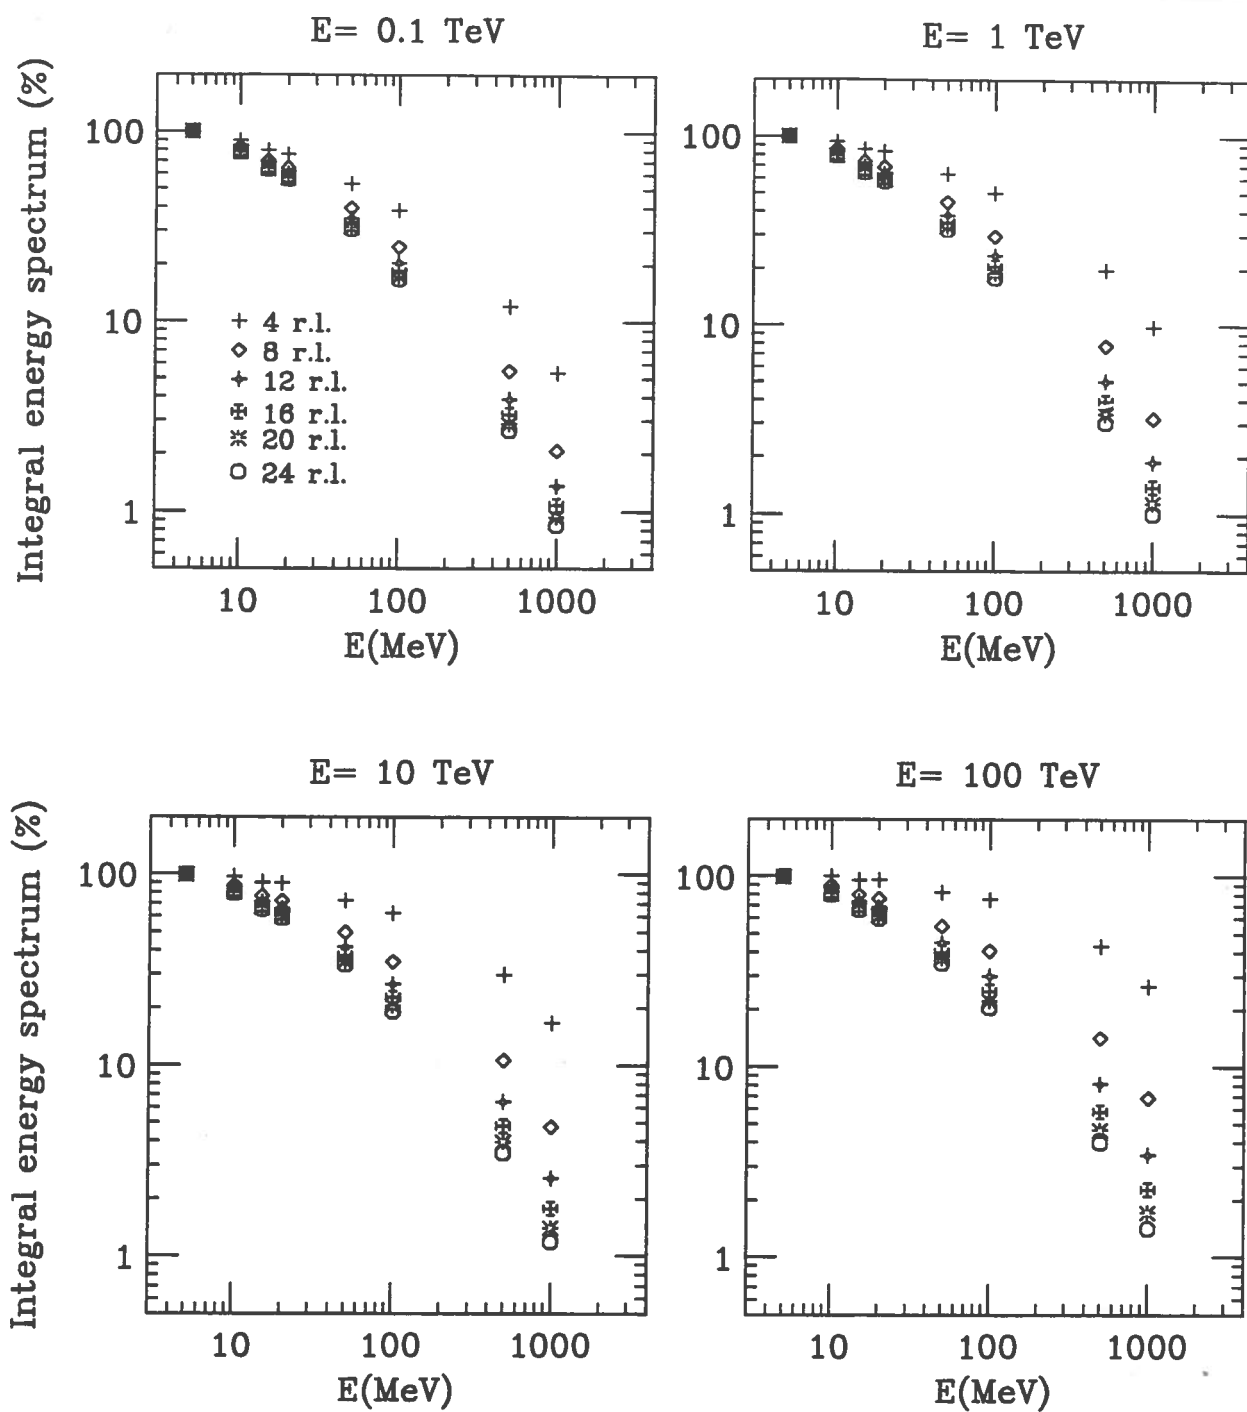 E= 0.1 TeV
Integral energy spectrum (%)
100
10
1
4 r.l.
8 r.l.
12 r.l.
16 r.l.
20 r.l.
24 r.l.
10 100 1000
E(MeV)
E= 1 TeV
100
10
1
10 100 1000
E(MeV)
E= 10 TeV
Integral energy spectrum (%)
100
10
1
10 100 1000
E(MeV)
E= 100 TeV
100
10
1
10 100 1000
E(MeV)